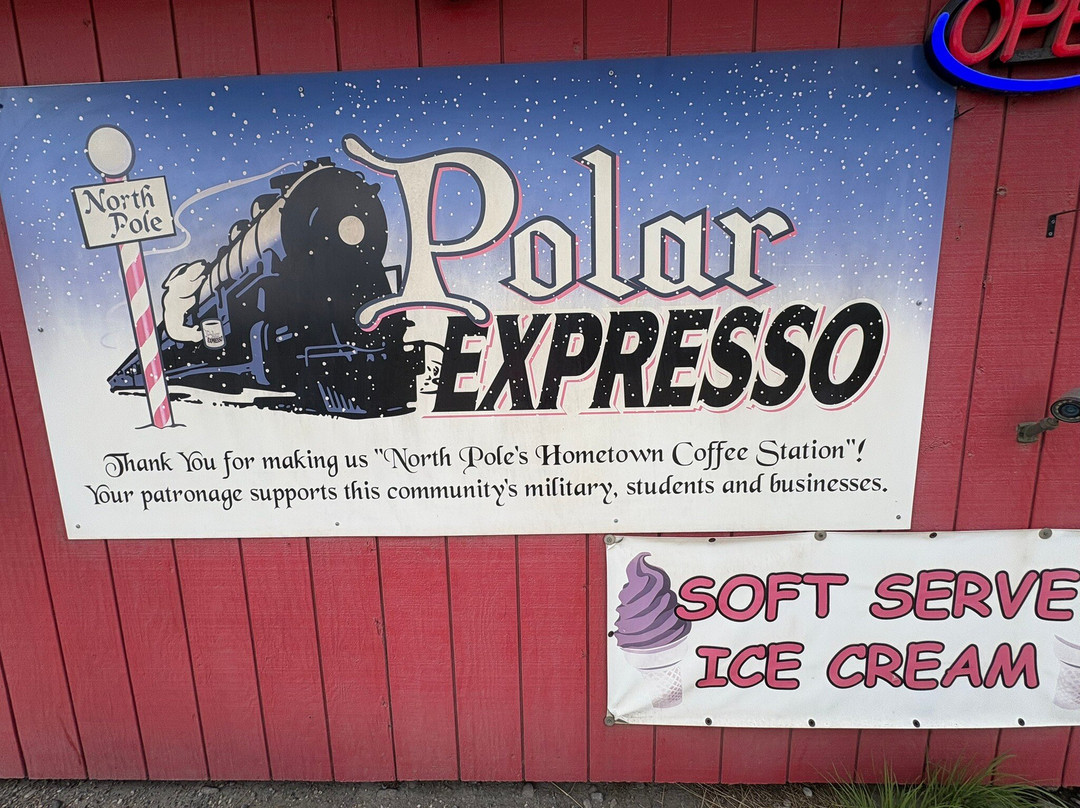 OPE
North
Pole
Polar
EXPRESSO
Thank You for making us "North Pole's Hometown Coffee Station"!
Your patronage supports this community's military, students and businesses.
SOFT SERVE
ICE CREAM